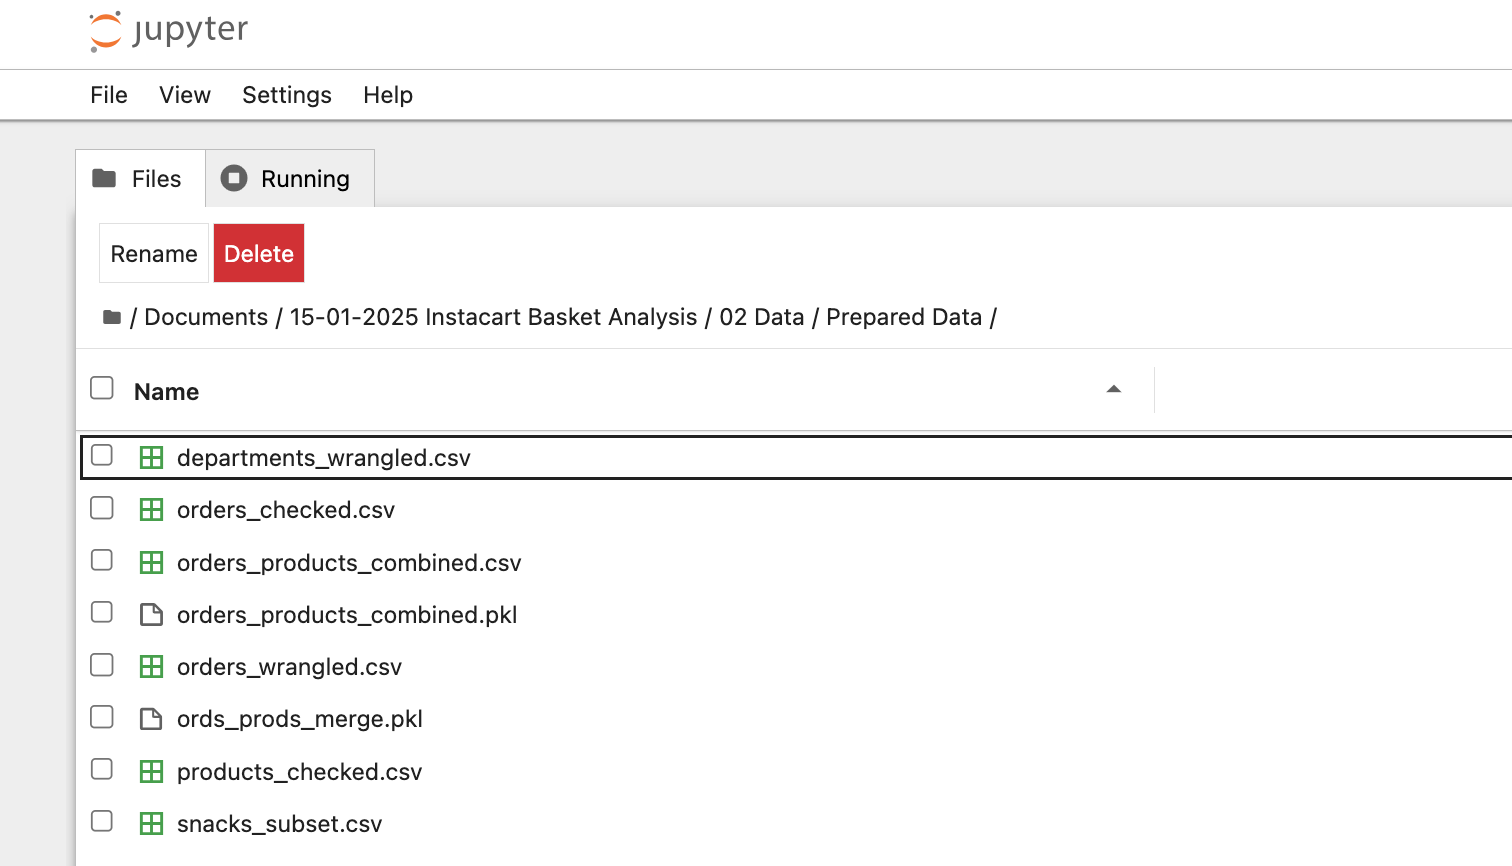 jupyter
File View Settings Help
Files Running
Rename Delete
/ Documents / 15-01-2025 Instacart Basket Analysis / 02 Data / Prepared Data /
Name
departments_wrangled.csv
orders_checked.csv
orders_products_combined.csv
orders_products_combined.pkl
orders_wrangled.csv
ords_prods_merge.pkl
products_checked.csv
snacks_subset.csv